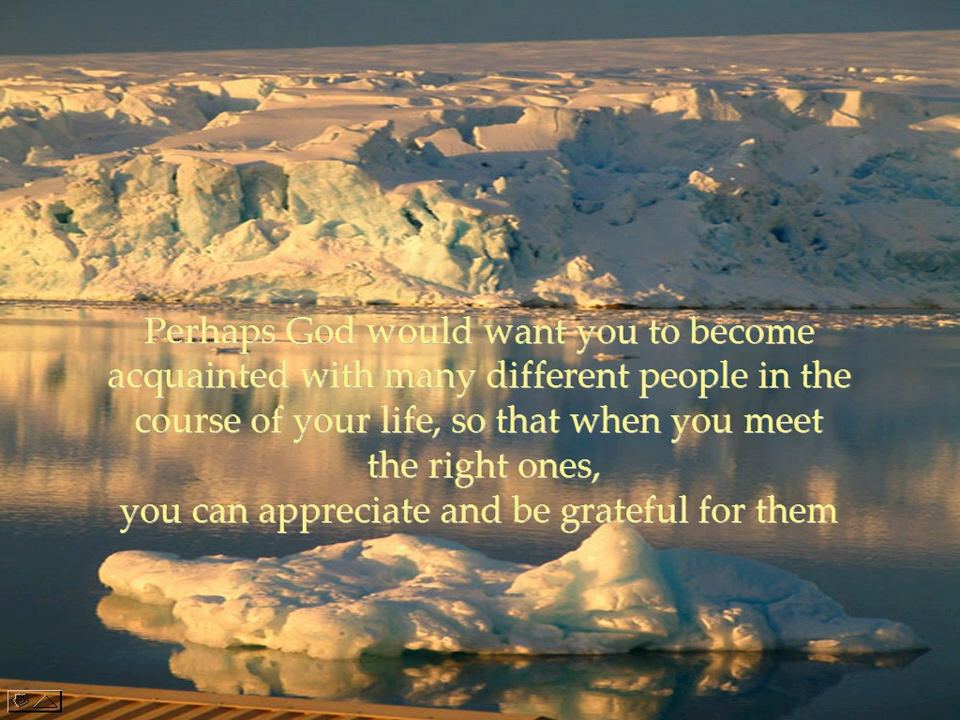 Perhaps God would want you to become
acquainted with many different people in the
course of your life, so that when you meet
the right ones,
you can appreciate and be grateful for them